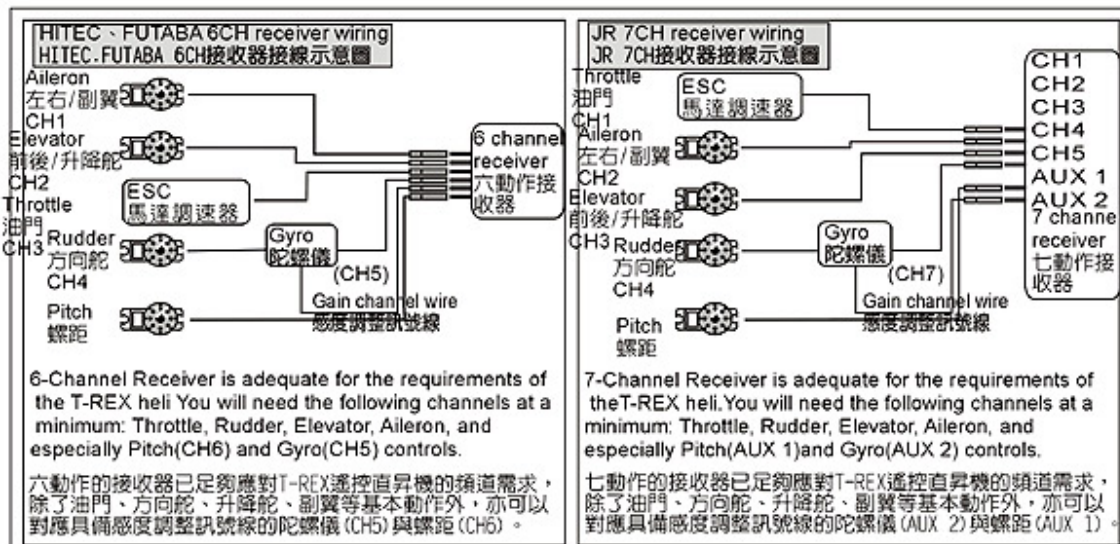 HITEC、FUTABA 6CH receiver wiring
HITEC.FUTABA 6CH接收器接線示意圖
Aileron
左右/副翼
CH1
Elevator
前後/升降舵
CH2
Throttle
油門
CH3
ESC
馬達調速器
Rudder
方向舵
CH4
Gyro
陀螺儀
(CH5)
Pitch
螺距
Gain channel wire
感度調整訊號線
6 channel
receiver
六動作接
收器
6-Channel Receiver is adequate for the requirements of
the T-REX heli You will need the following channels at a
minimum: Throttle, Rudder, Elevator, Aileron, and
especially Pitch(CH6) and Gyro(CH5) controls.
六動作的接收器已足夠應對T-REX遙控直昇機的頻道需求，
除了油門、方向舵、升降舵、副翼等基本動作外，亦可以
對應具備感度調整訊號線的陀螺儀(CH5)與螺距(CH6)。
JR 7CH receiver wiring
JR 7CH接收器接線示意圖
Throttle
油門
CH1
ESC
馬達調速器
Aileron
左右/副翼
CH2
Elevator
前後/升降舵
CH3
Rudder
方向舵
CH4
Gyro
陀螺儀
(CH7)
Pitch
螺距
Gain channel wire
感度調整訊號線
CH1
CH2
CH3
CH4
CH5
AUX 1
AUX 2
7 channel
receiver
七動作接
收器
7-Channel Receiver is adequate for the requirements of
theT-REX heli.You will need the following channels at a
minimum: Throttle, Rudder, Elevator, Aileron, and
especially Pitch(AUX 1)and Gyro(AUX 2) controls.
七動作的接收器已足夠應對T-REX遙控直昇機的頻道需求，
除了油門、方向舵、升降舵、副翼等基本動作外，亦可以
對應具備感度調整訊號線的陀螺儀(AUX 2)與螺距(AUX 1)。